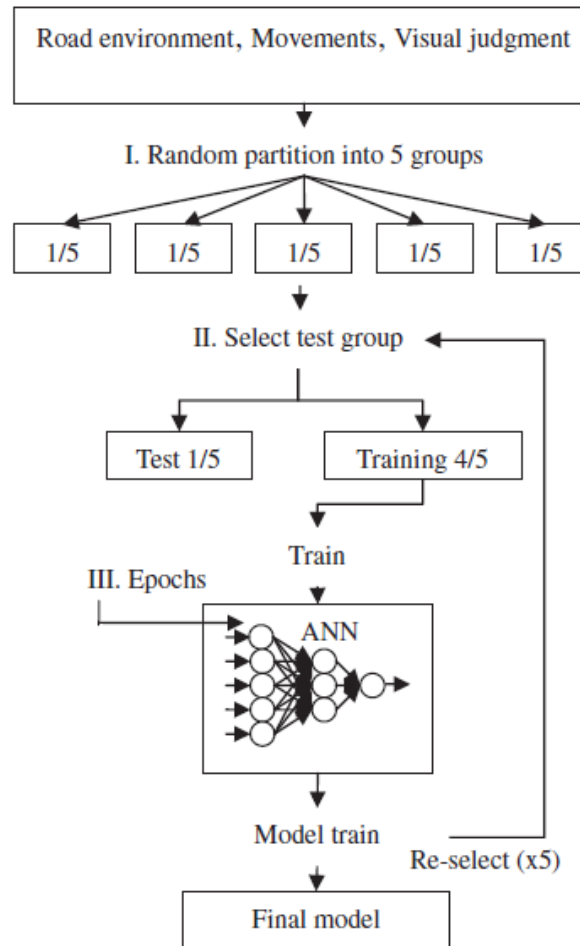 Road environment, Movements, Visual judgment
I. Random partition into 5 groups
1/5 1/5 1/5 1/5 1/5
II. Select test group
Test 1/5 Training 4/5
Train
III. Epochs
ANN
Model train
Re-select (x5)
Final model